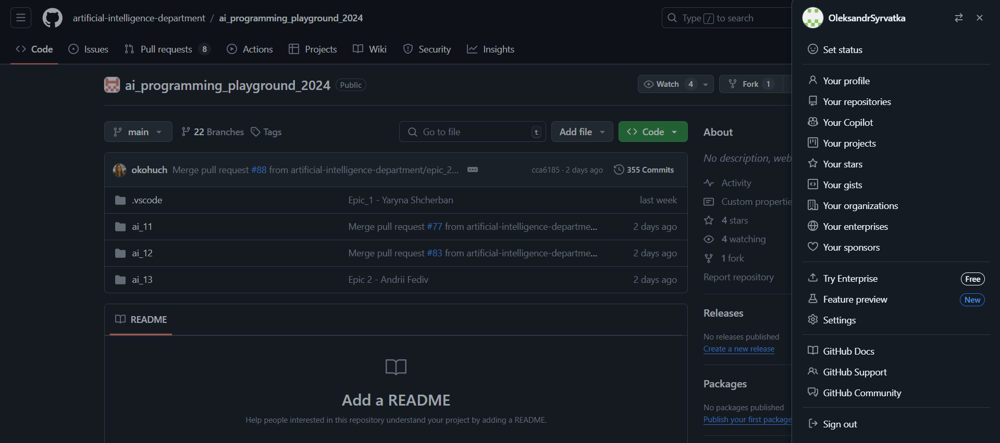 artificial-intelligence-department / ai_programming_playground_2024
Type / to search
Code
Issues
Pull requests 8
Actions
Projects
Wiki
Security
Insights
ai_programming_playground_2024 Public
Watch 4
Fork 1
main
22 Branches
Tags
Go to file t
Add file
Code
okohuch Merge pull request #88 from artificial-intelligence-department/epic_2... cca6185 · 2 days ago 355 Commits
.vscode Epic_1 - Yaryna Shcherban last week
ai_11 Merge pull request #77 from artificial-intelligence-departme... 2 days ago
ai_12 Merge pull request #83 from artificial-intelligence-departme... 2 days ago
ai_13 Epic 2 - Andrii Fediv 2 days ago
README
Add a README
Help people interested in this repository understand your project by adding a README.
About
No description, web
Activity
Custom propertie
4 stars
4 watching
1 fork
Report repository
Releases
No releases published
Create a new release
Packages
No packages published
Publish your first package
OleksandrSyrvatka
Set status
Your profile
Your repositories
Your Copilot
Your projects
Your stars
Your gists
Your organizations
Your enterprises
Your sponsors
Try Enterprise Free
Feature preview New
Settings
GitHub Docs
GitHub Support
GitHub Community
Sign out